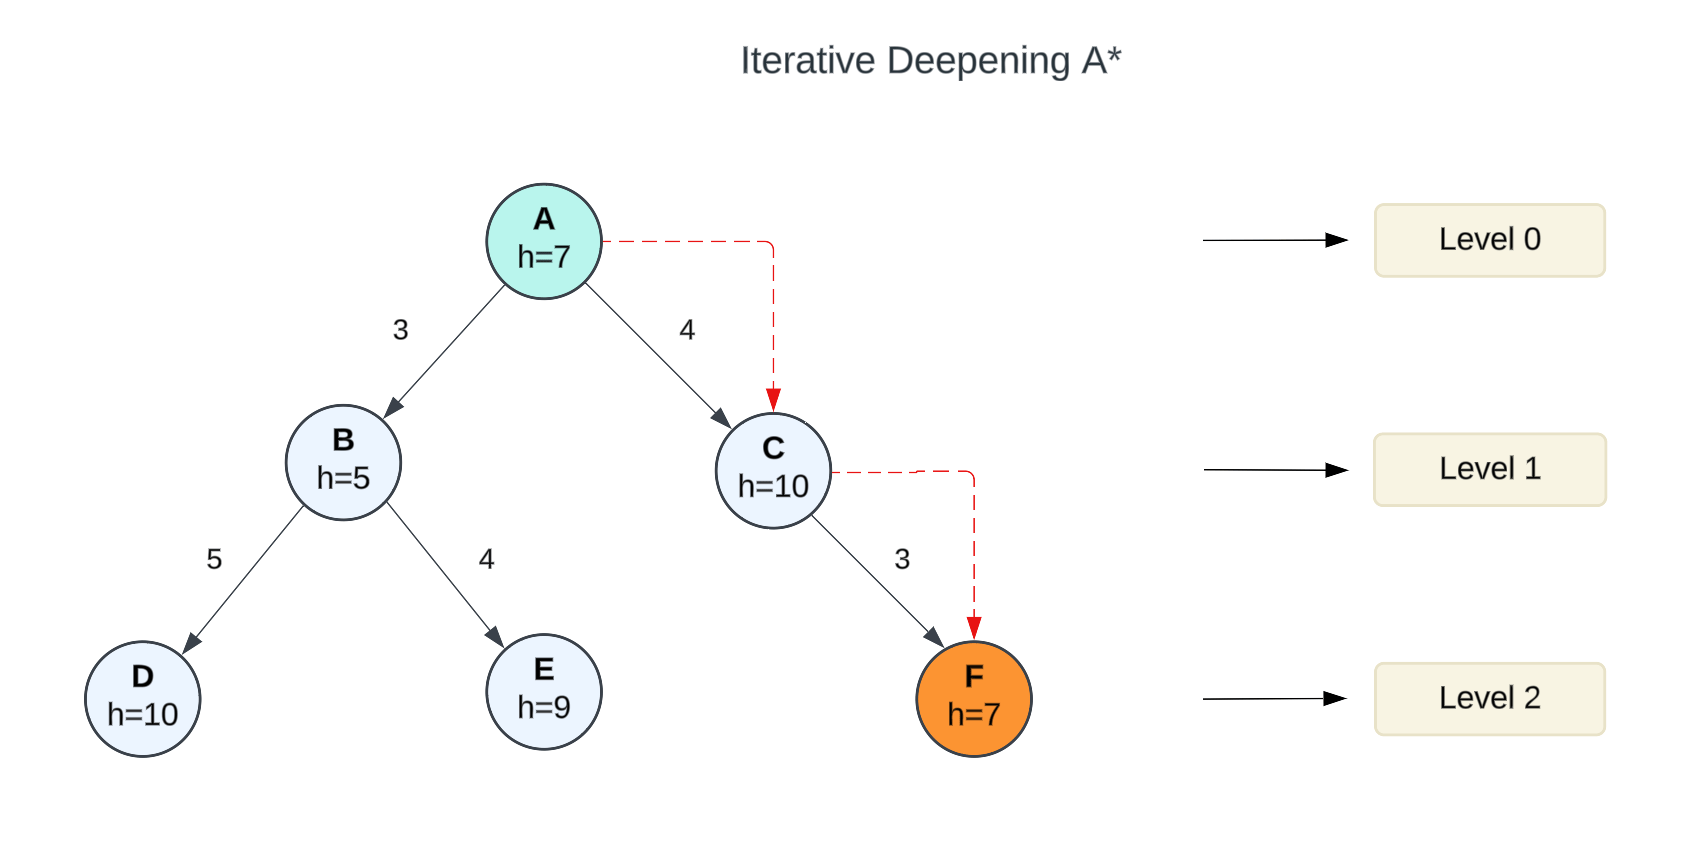 Iterative Deepening A*
A
h=7
Level 0
3
4
B
h=5
C
h=10
Level 1
5
4
3
D
h=10
E
h=9
F
h=7
Level 2